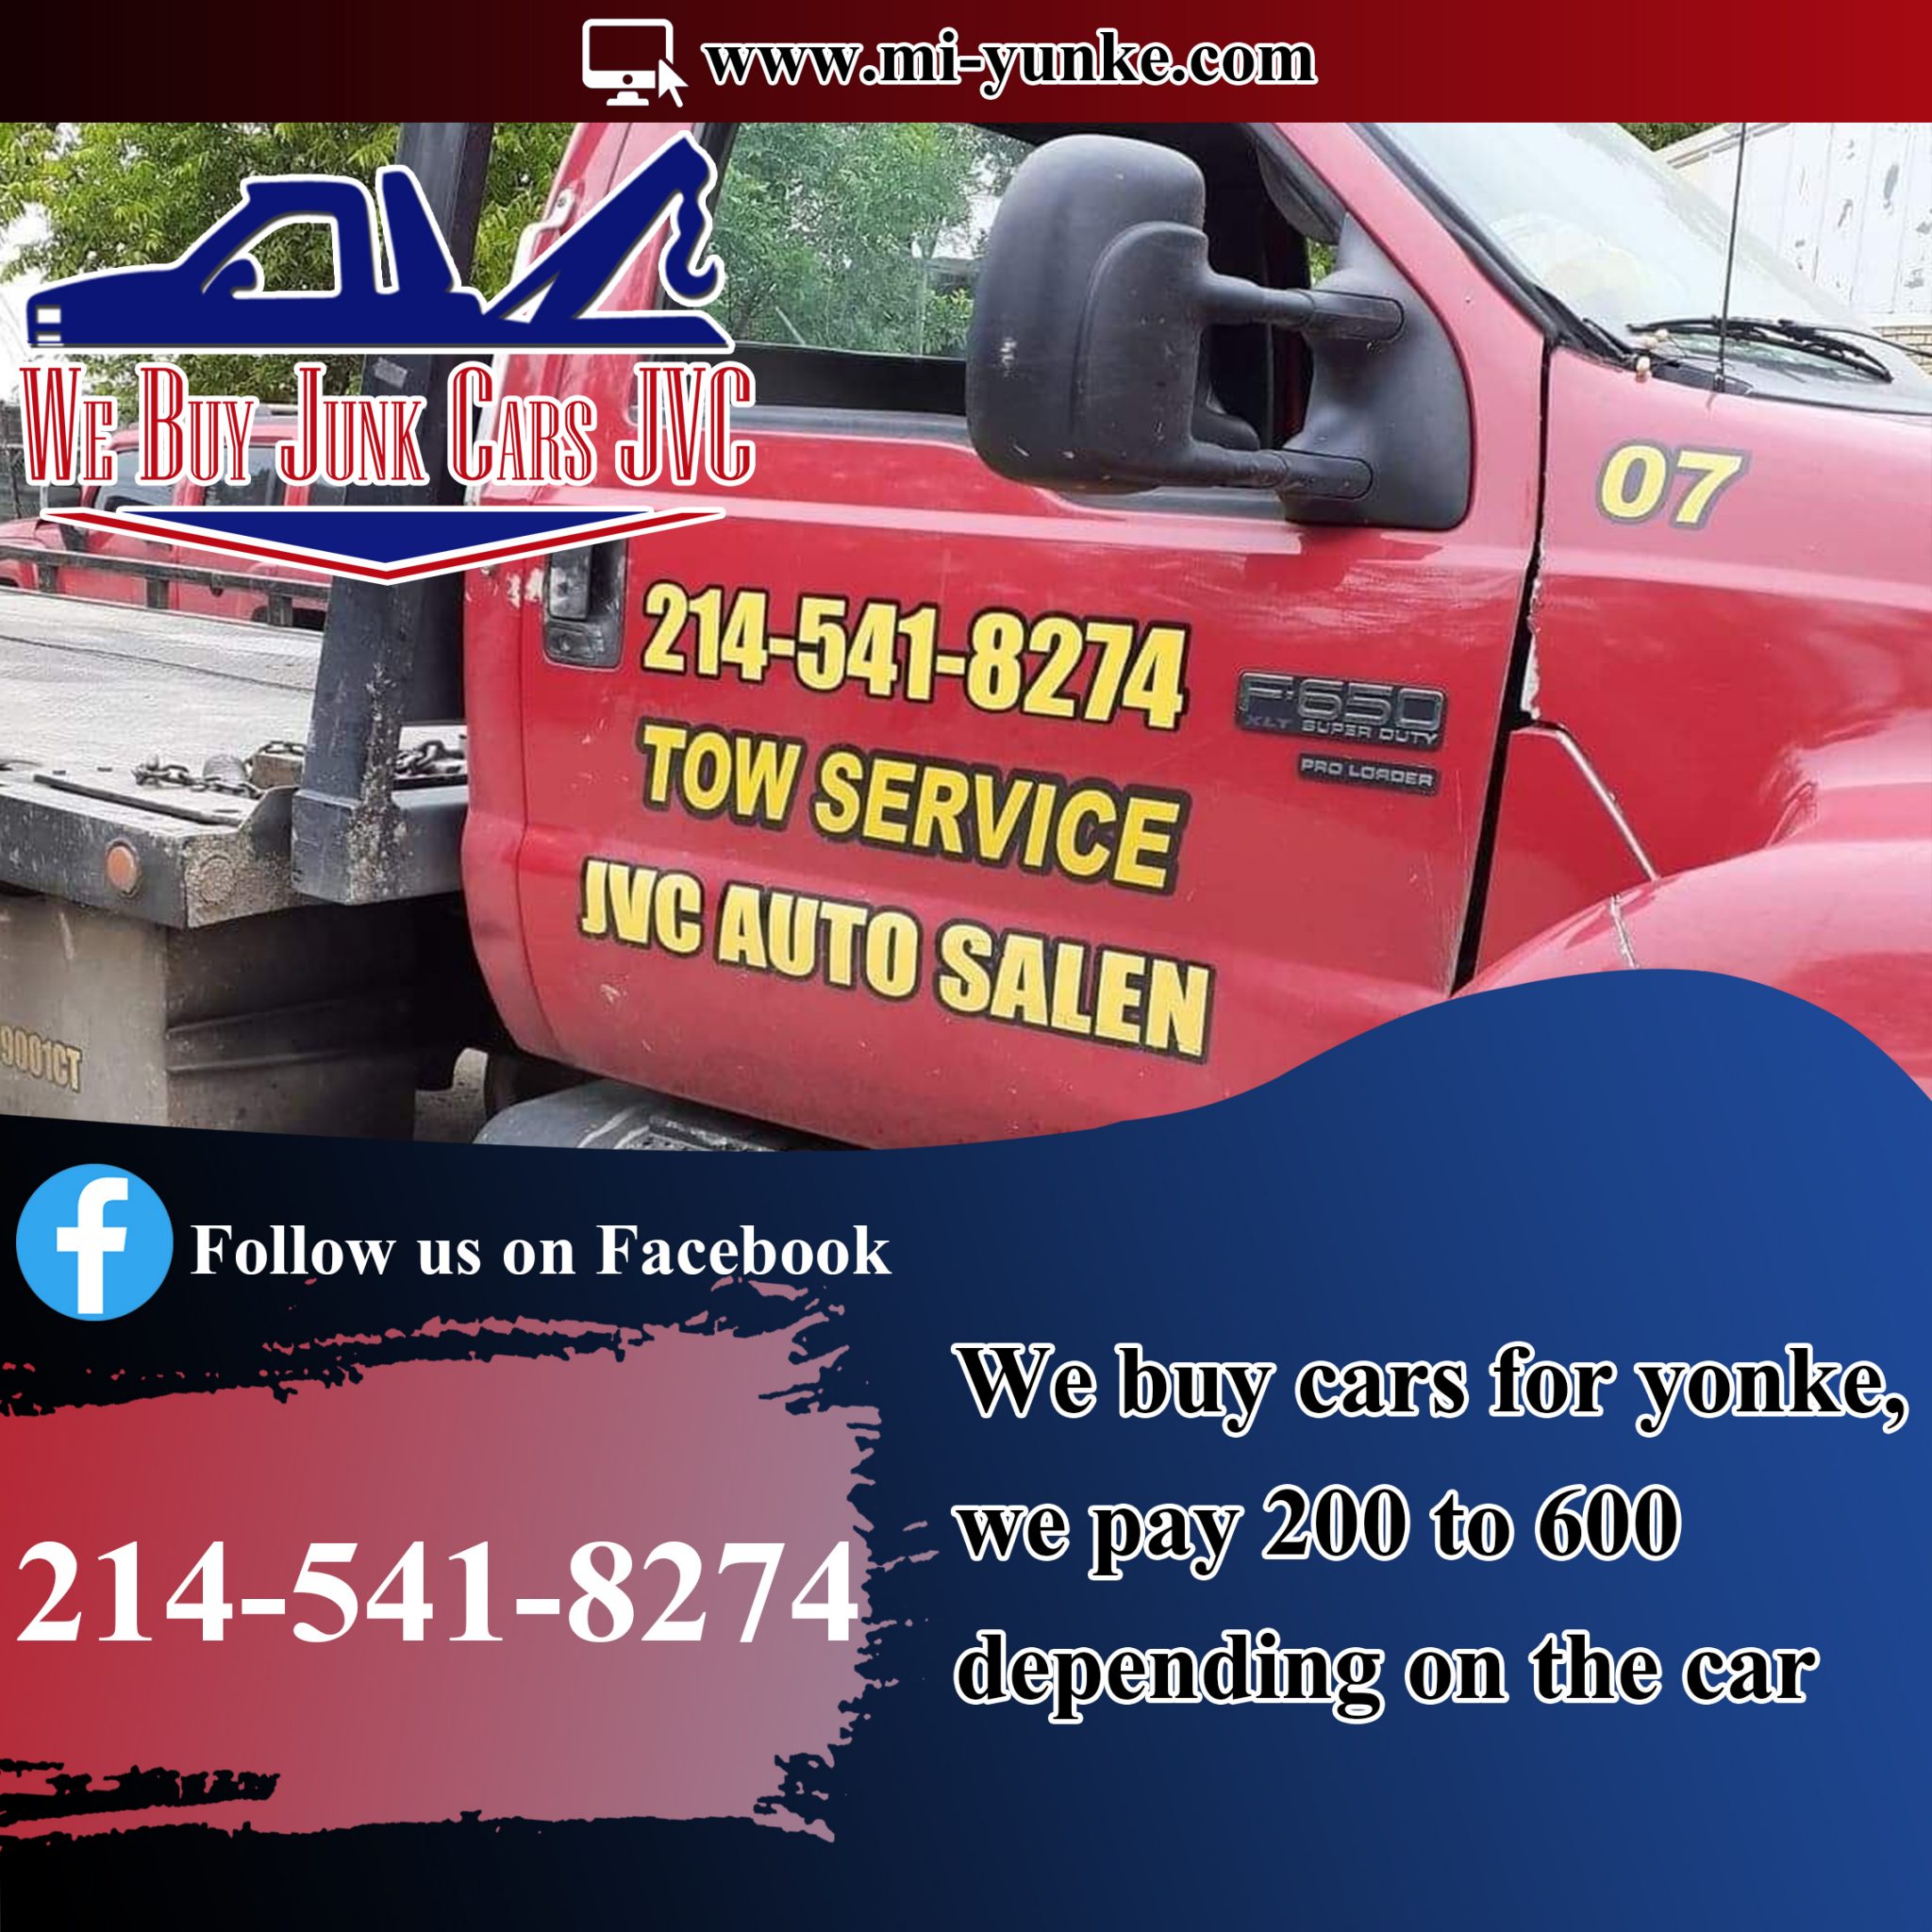 www.mi-yunke.com
We Buy Junk Cars JVC
07
214-541-8274
F-650
XLT SUPER DUTY
PRO LOADER
TOW SERVICE
JVC AUTO SALEN
9001CT
Follow us on Facebook
214-541-8274
We buy cars for yonke,
we pay 200 to 600
depending on the car